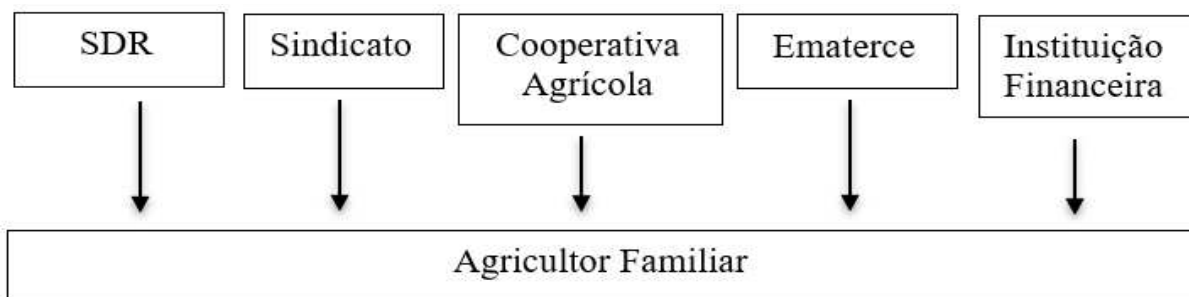 SDR
Sindicato
Cooperativa
Agrícola
Ematerce
Instituição
Financeira
Agricultor Familiar